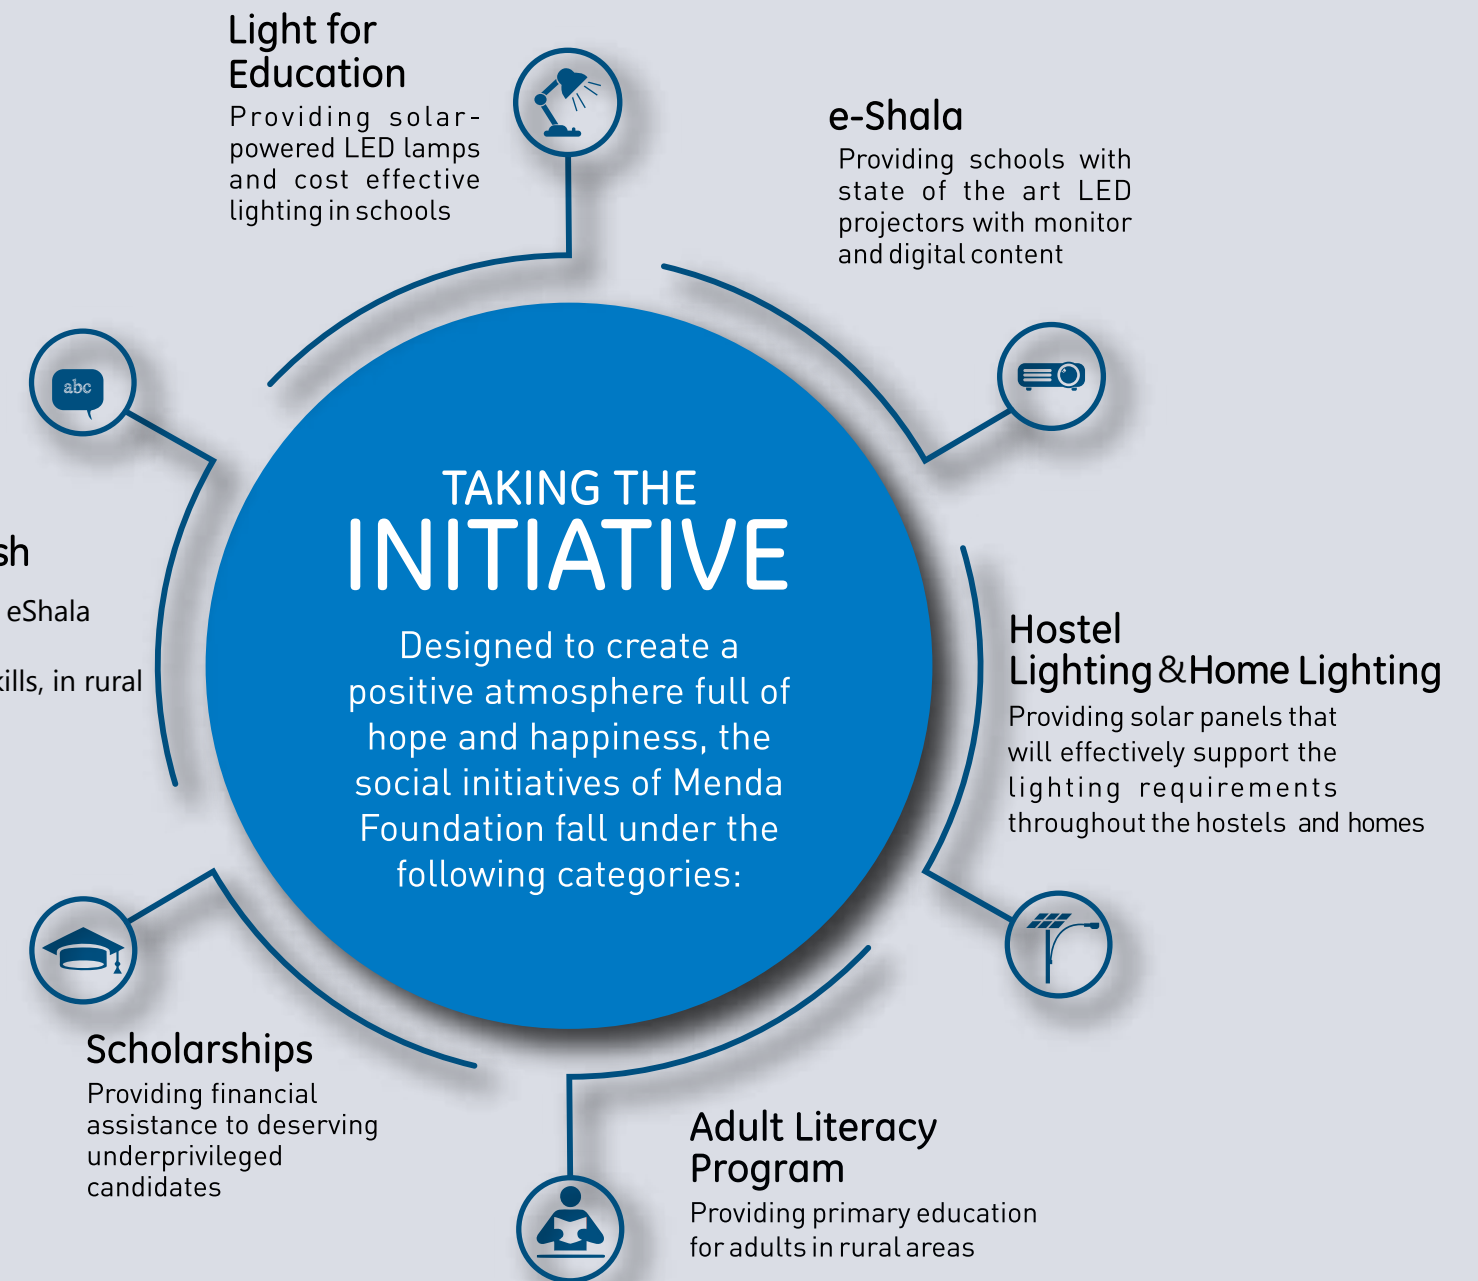 Light for
Education
Providing solar-
powered LED lamps
and cost effective
lighting in schools
e-Shala
Providing schools with
state of the art LED
projectors with monitor
and digital content
abc
TAKING THE
INITIATIVE
Designed to create a
positive atmosphere full of
hope and happiness, the
social initiatives of Menda
Foundation fall under the
following categories:
eShala
in rural
Hostel
Lighting & Home Lighting
Providing solar panels that
will effectively support the
lighting requirements
throughout the hostels and homes
Scholarships
Providing financial
assistance to deserving
underprivileged
candidates
Adult Literacy
Program
Providing primary education
for adults in rural areas